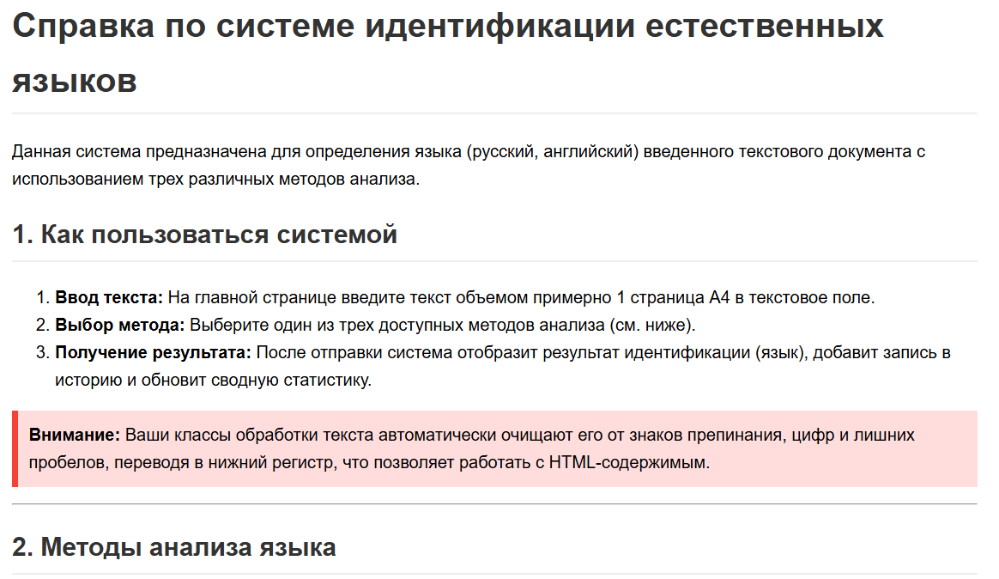 Справка по системе идентификации естественных
языков
Данная система предназначена для определения языка (русский, английский) введенного текстового документа с
использованием трех различных методов анализа.
1. Как пользоваться системой
1. Ввод текста: На главной странице введите текст объемом примерно 1 страница А4 в текстовое поле.
2. Выбор метода: Выберите один из трех доступных методов анализа (см. ниже).
3. Получение результата: После отправки система отобразит результат идентификации (язык), добавит запись в
историю и обновит сводную статистику.
Внимание: Ваши классы обработки текста автоматически очищают его от знаков препинания, цифр и лишних
пробелов, переводя в нижний регистр, что позволяет работать с HTML-содержимым.
2. Методы анализа языка